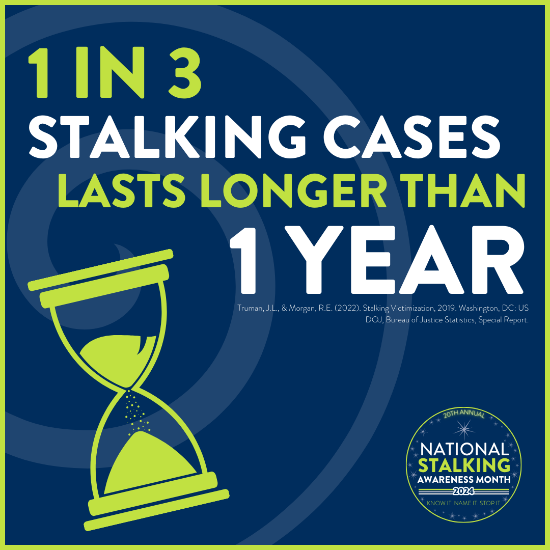 1 IN 3
STALKING CASES
LASTS LONGER THAN
1 YEAR
Truman, J.L., & Morgan, R.E. (2022). Stalking Victimization, 2019. Washington, DC: US
DOJ, Bureau of Justice Statistics, Special Report.
20TH ANNUAL
NATIONAL
STALKING
AWARENESS MONTH
2024
KNOW IT. NAME IT. STOP IT.